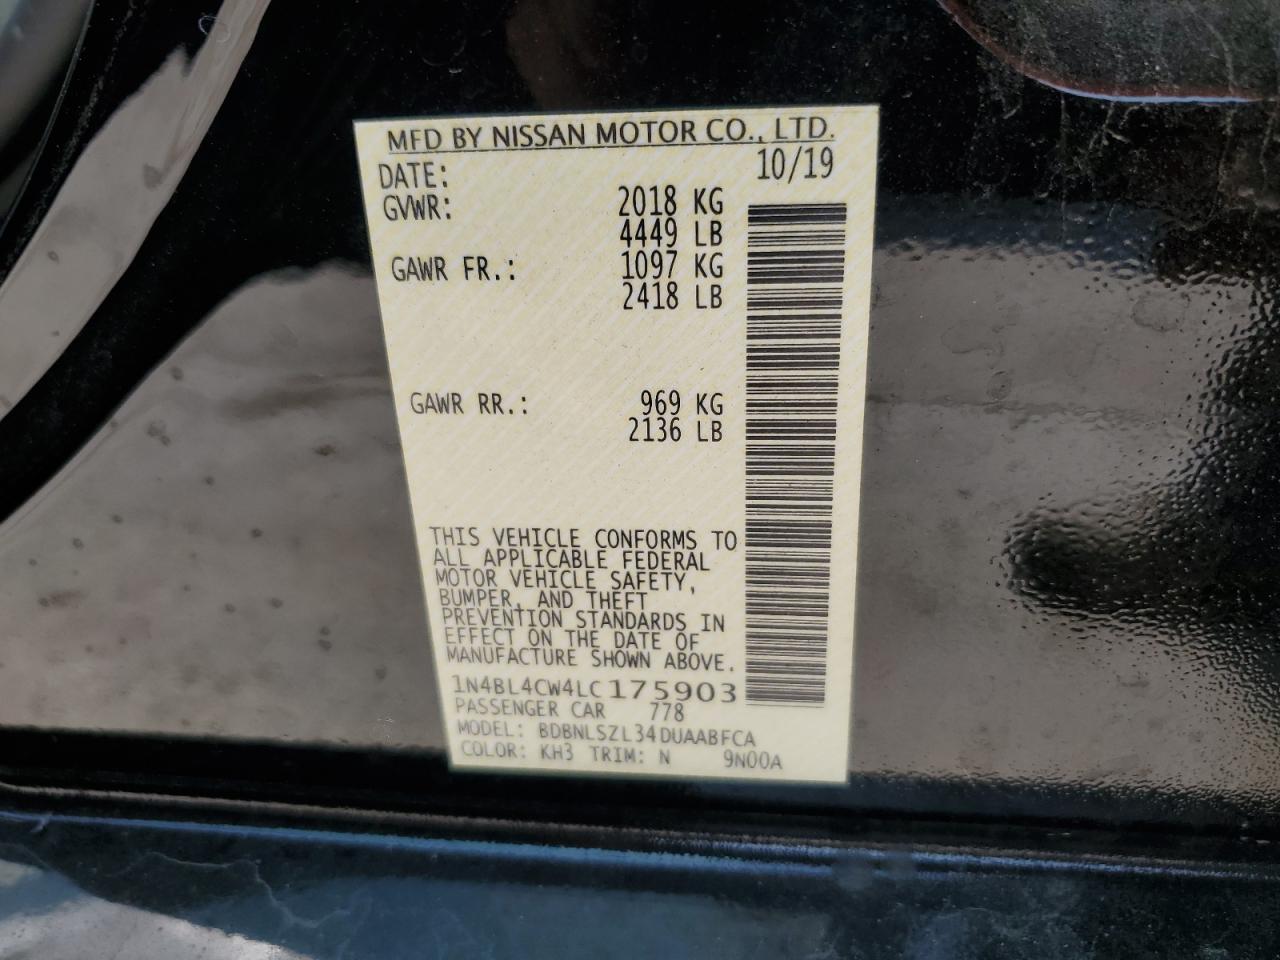 MFD BY NISSAN MOTOR CO., LTD.
DATE: 10/19
GVWR: 2018 KG
4449 LB
GAWR FR.: 1097 KG
2418 LB
GAWR RR.: 969 KG
2136 LB
THIS VEHICLE CONFORMS TO
ALL APPLICABLE FEDERAL
MOTOR VEHICLE SAFETY,
BUMPER, AND THEFT
PREVENTION STANDARDS IN
EFFECT ON THE DATE OF
MANUFACTURE SHOWN ABOVE.
1N4BL4CW4LC175903
PASSENGER CAR 778
MODEL: BDBNLSZL34DUAABFCA
COLOR: KH3 TRIM: N 9N00A